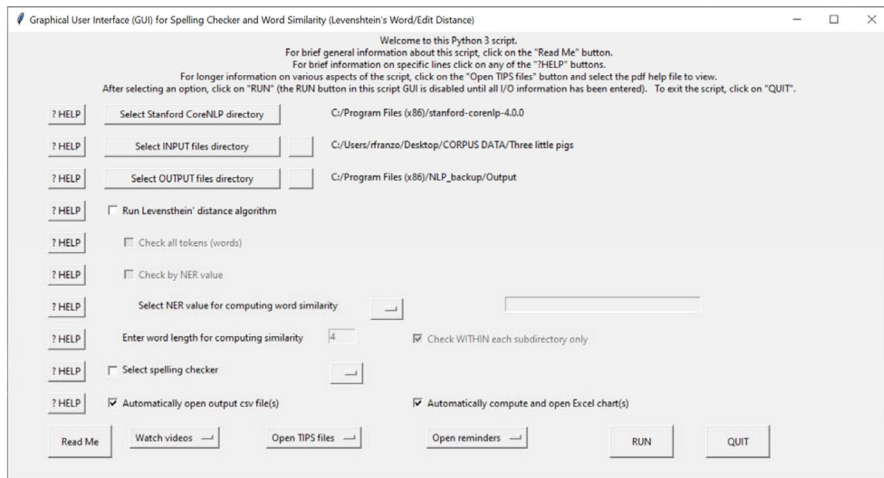 Graphical User Interface (GUI) for Spelling Checker and Word Similarity (Levenshtein's Word/Edit Distance)
Welcome to this Python 3 script.
For brief general information about this script, click on the "Read Me" button.
For brief information on specific lines click on any of the "?HELP" buttons.
For longer information on various aspects of the script, click on the "Open TIPS files" button and select the pdf help file to view.
After selecting an option, click on "RUN" (the RUN button in this script GUI is disabled until all I/O information has been entered). To exit the script, click on "QUIT".
? HELP Select Stanford CoreNLP directory C:/Program Files (x86)/stanford-corenlp-4.0.0
? HELP Select INPUT files directory C:/Users/rfranzo/Desktop/CORPUS DATA/Three little pigs
? HELP Select OUTPUT files directory C:/Program Files (x86)/NLP_backup/Output
? HELP Run Levensthein' distance algorithm
? HELP Check all tokens (words)
? HELP Check by NER value
? HELP Select NER value for computing word similarity
? HELP Enter word length for computing similarity 4 Check WITHIN each subdirectory only
? HELP Select spelling checker
? HELP Automatically open output csv file(s) Automatically compute and open Excel chart(s)
Read Me Watch videos Open TIPS files Open reminders RUN QUIT